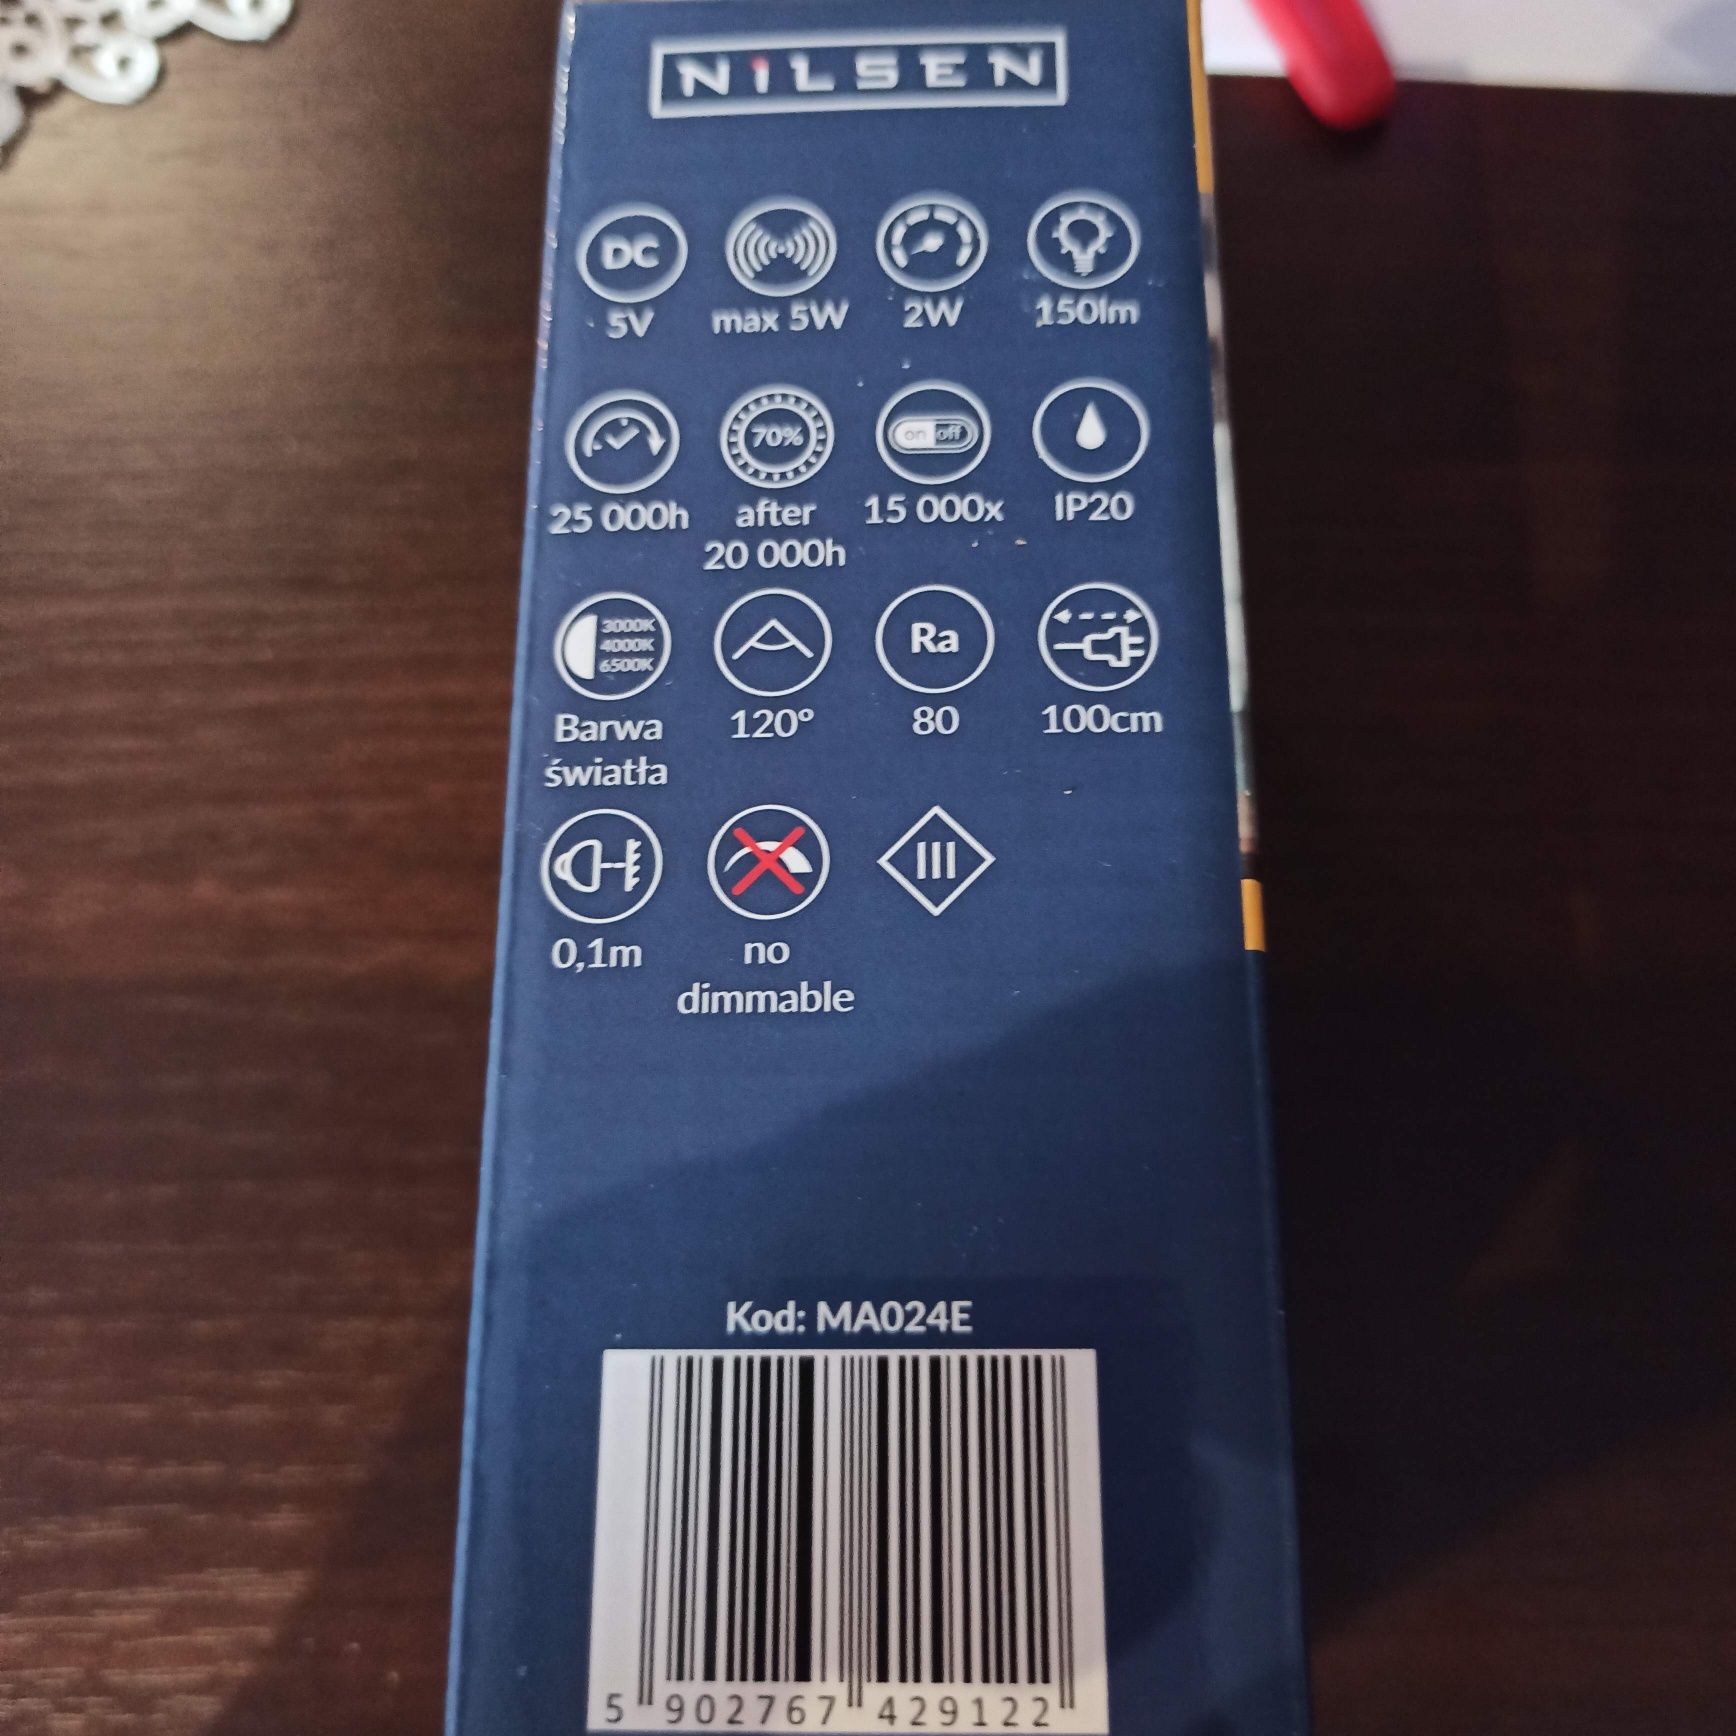 NiLSEN
DC
5V
max 5W
2W
150lm
25 000h
70%
after
20 000h
on off
15 000x
IP20
3000K
4000K
6500K
Barwa
światła
120°
Ra
80
100cm
0,1m
no
dimmable
III
Kod: MA024E
5 902767 429122